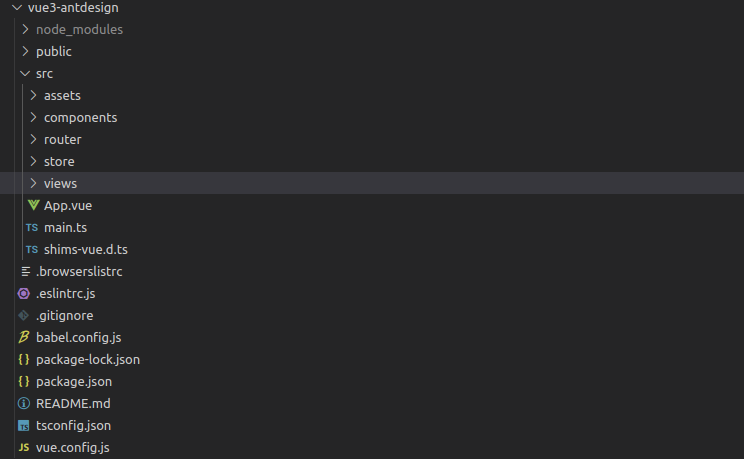 vue3-antdesign
node_modules
public
src
assets
components
router
store
views
App.vue
TS main.ts
TS shims-vue.d.ts
.browserslistrc
.eslintrc.js
.gitignore
babel.config.js
{ } package-lock.json
{ } package.json
README.md
TS tsconfig.json
JS vue.config.js